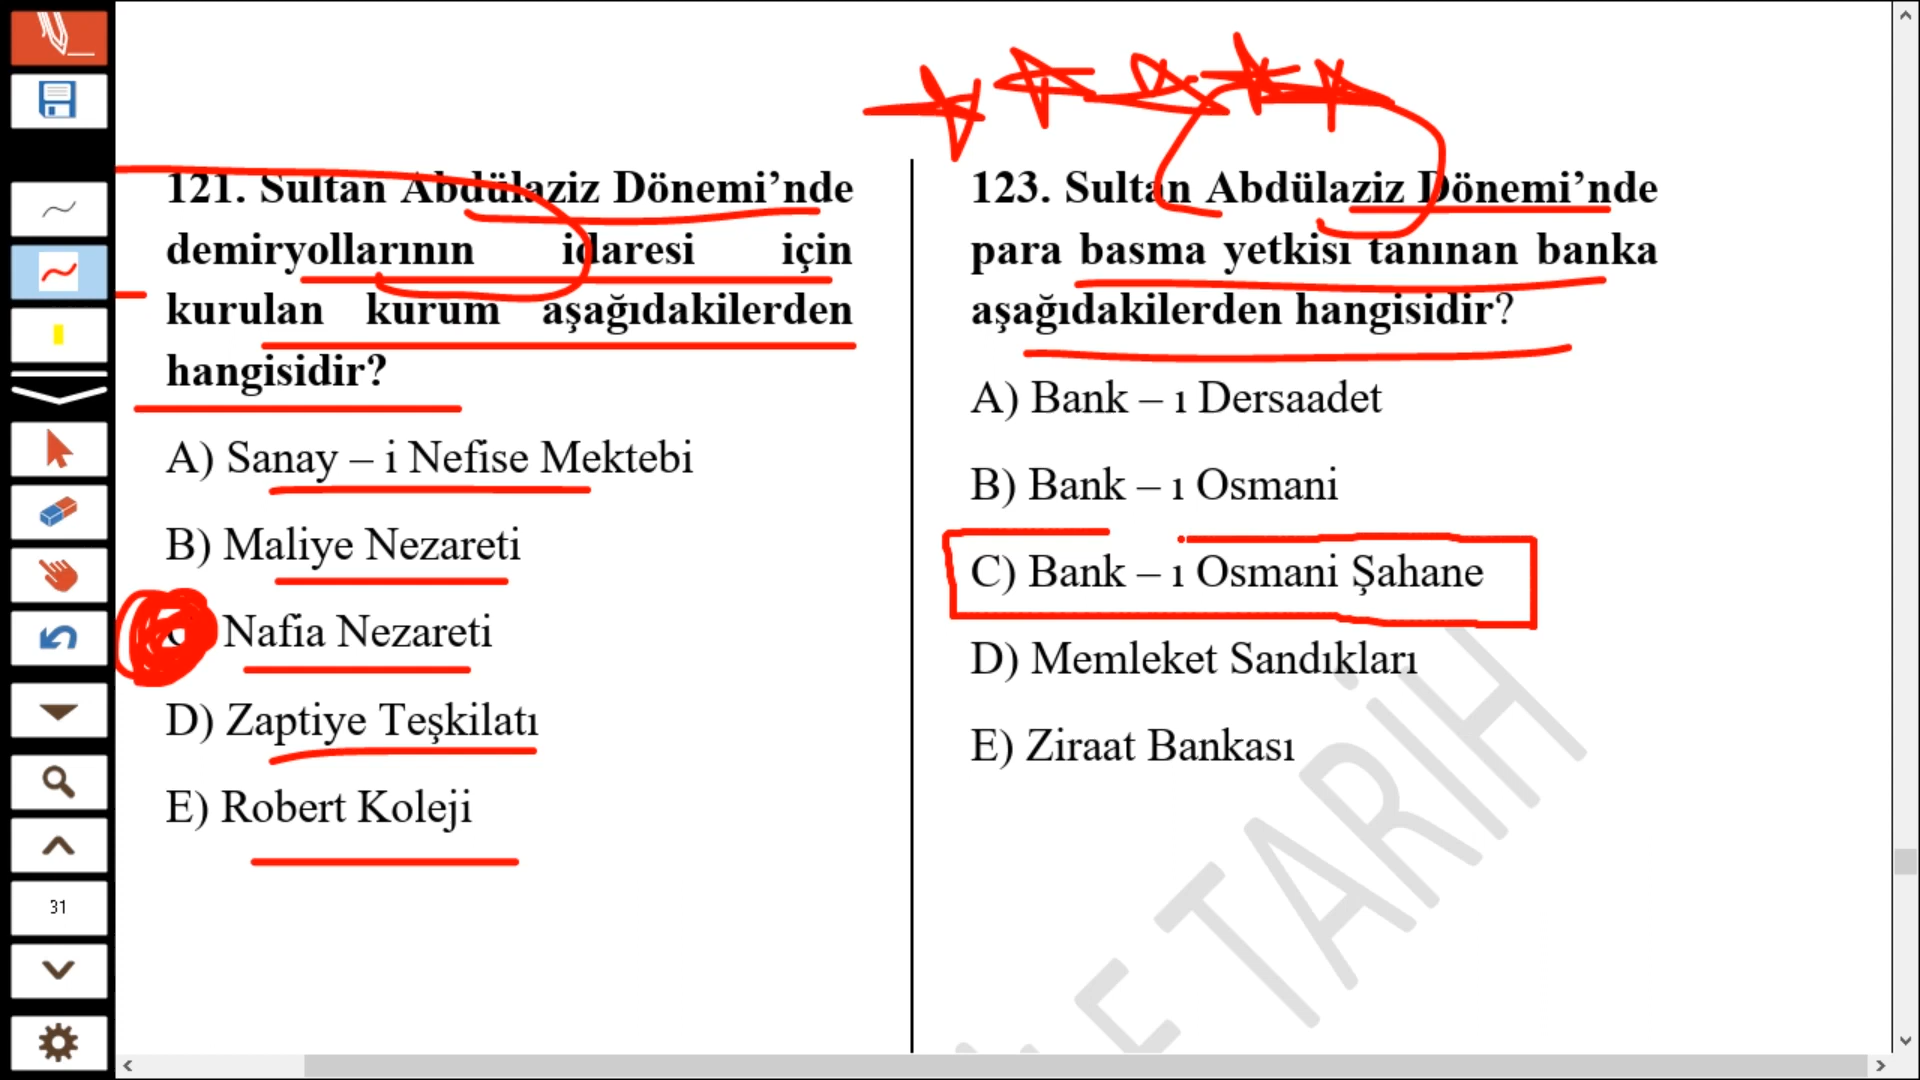 121. Sultan Abdülaziz Dönemi’nde
demiryollarının idaresi için
kurulan kurum aşağıdakilerden
hangisidir?
A) Sanay – i Nefise Mektebi
B) Maliye Nezareti
C) Nafia Nezareti
D) Zaptiye Teşkilatı
E) Robert Koleji
123. Sultan Abdülaziz Dönemi’nde
para basma yetkisi tanınan banka
aşağıdakilerden hangisidir?
A) Bank – ı Dersaadet
B) Bank – ı Osmani
C) Bank – ı Osmani Şahane
D) Memleket Sandıkları
E) Ziraat Bankası
TARİH
31